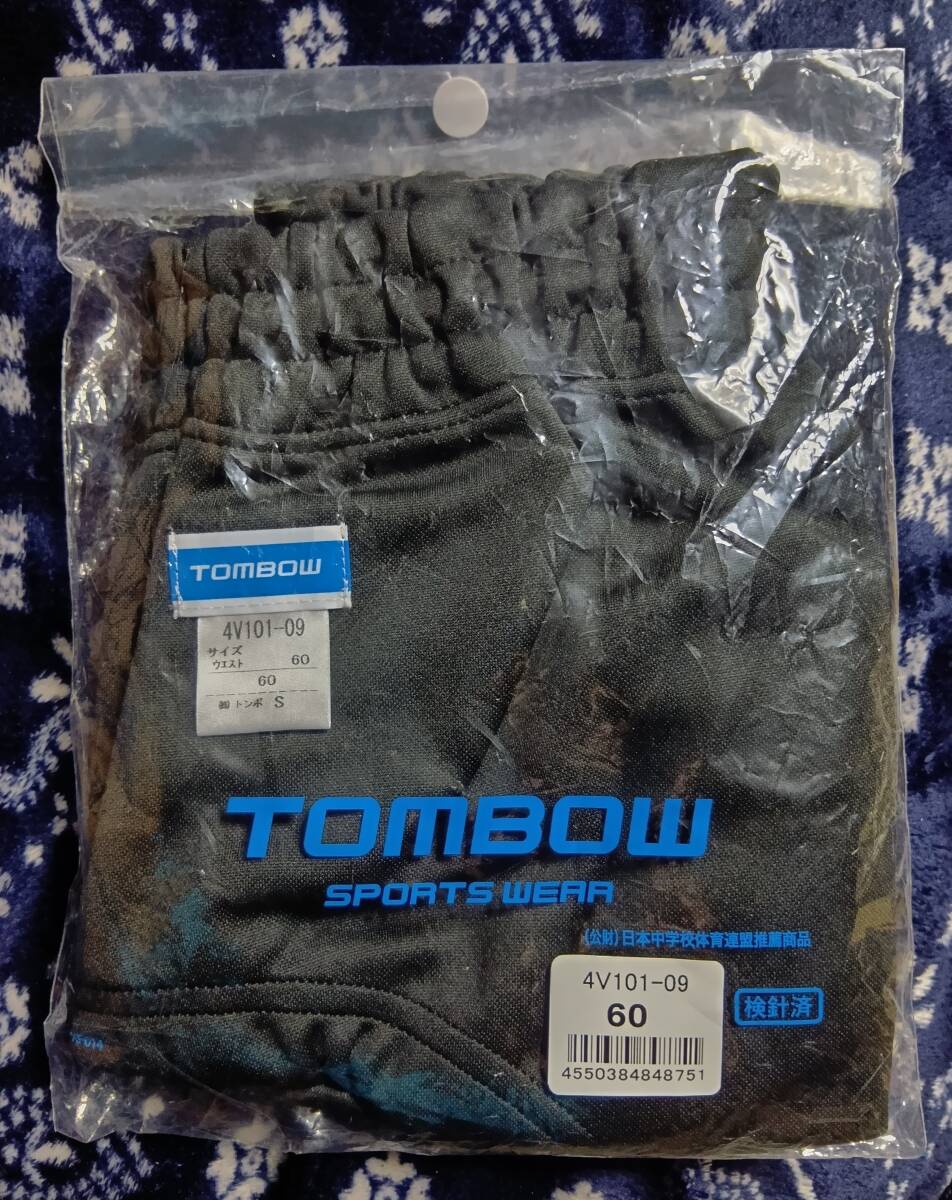 TOMBOW
4V101-09
サイズ
ウエスト 60
60
㈱ トンボ S
TOMBOW
SPORTS WEAR
(公財)日本中学校体育連盟推薦商品
4V101-09
60
4550384848751
検針済